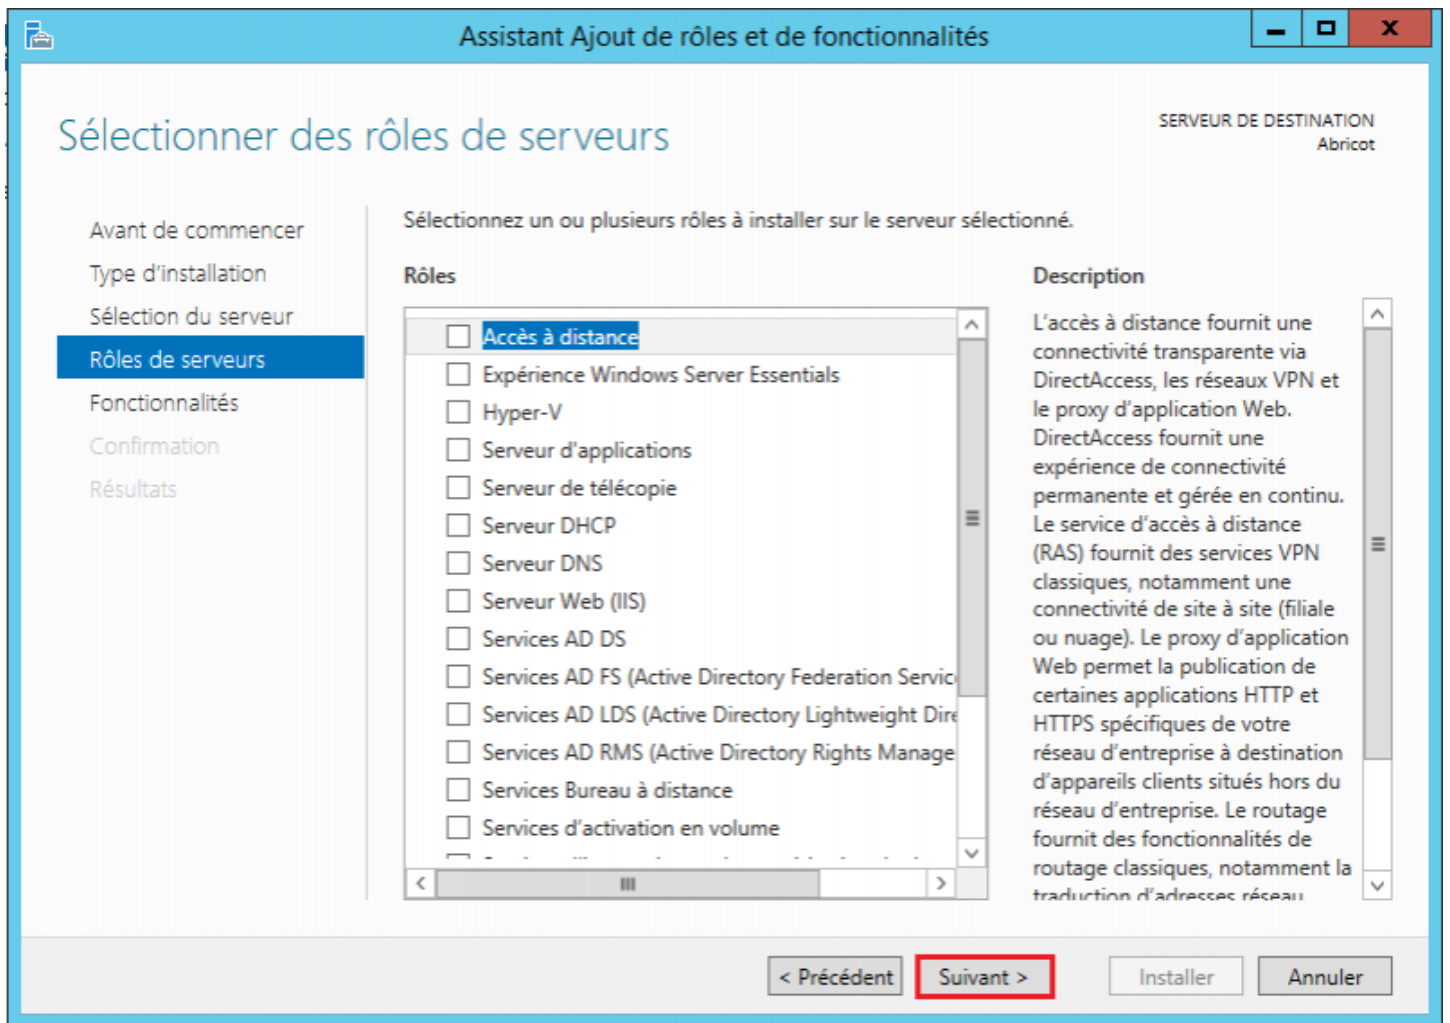 Assistant Ajout de rôles et de fonctionnalités
Sélectionner des rôles de serveurs
SERVEUR DE DESTINATION
Abricot
Avant de commencer
Type d'installation
Sélection du serveur
Rôles de serveurs
Fonctionnalités
Confirmation
Résultats
Sélectionnez un ou plusieurs rôles à installer sur le serveur sélectionné.
Rôles
Accès à distance
Expérience Windows Server Essentials
Hyper-V
Serveur d'applications
Serveur de télécopie
Serveur DHCP
Serveur DNS
Serveur Web (IIS)
Services AD DS
Services AD FS (Active Directory Federation Servic
Services AD LDS (Active Directory Lightweight Dire
Services AD RMS (Active Directory Rights Manage
Services Bureau à distance
Services d'activation en volume
Description
L'accès à distance fournit une
connectivité transparente via
DirectAccess, les réseaux VPN et
le proxy d'application Web.
DirectAccess fournit une
expérience de connectivité
permanente et gérée en continu.
Le service d'accès à distance
(RAS) fournit des services VPN
classiques, notamment une
connectivité de site à site (filiale
ou nuage). Le proxy d'application
Web permet la publication de
certaines applications HTTP et
HTTPS spécifiques de votre
réseau d'entreprise à destination
d'appareils clients situés hors du
réseau d'entreprise. Le routage
fournit des fonctionnalités de
routage classiques, notamment la
traduction d'adresses réseau
< Précédent
Suivant >
Installer
Annuler